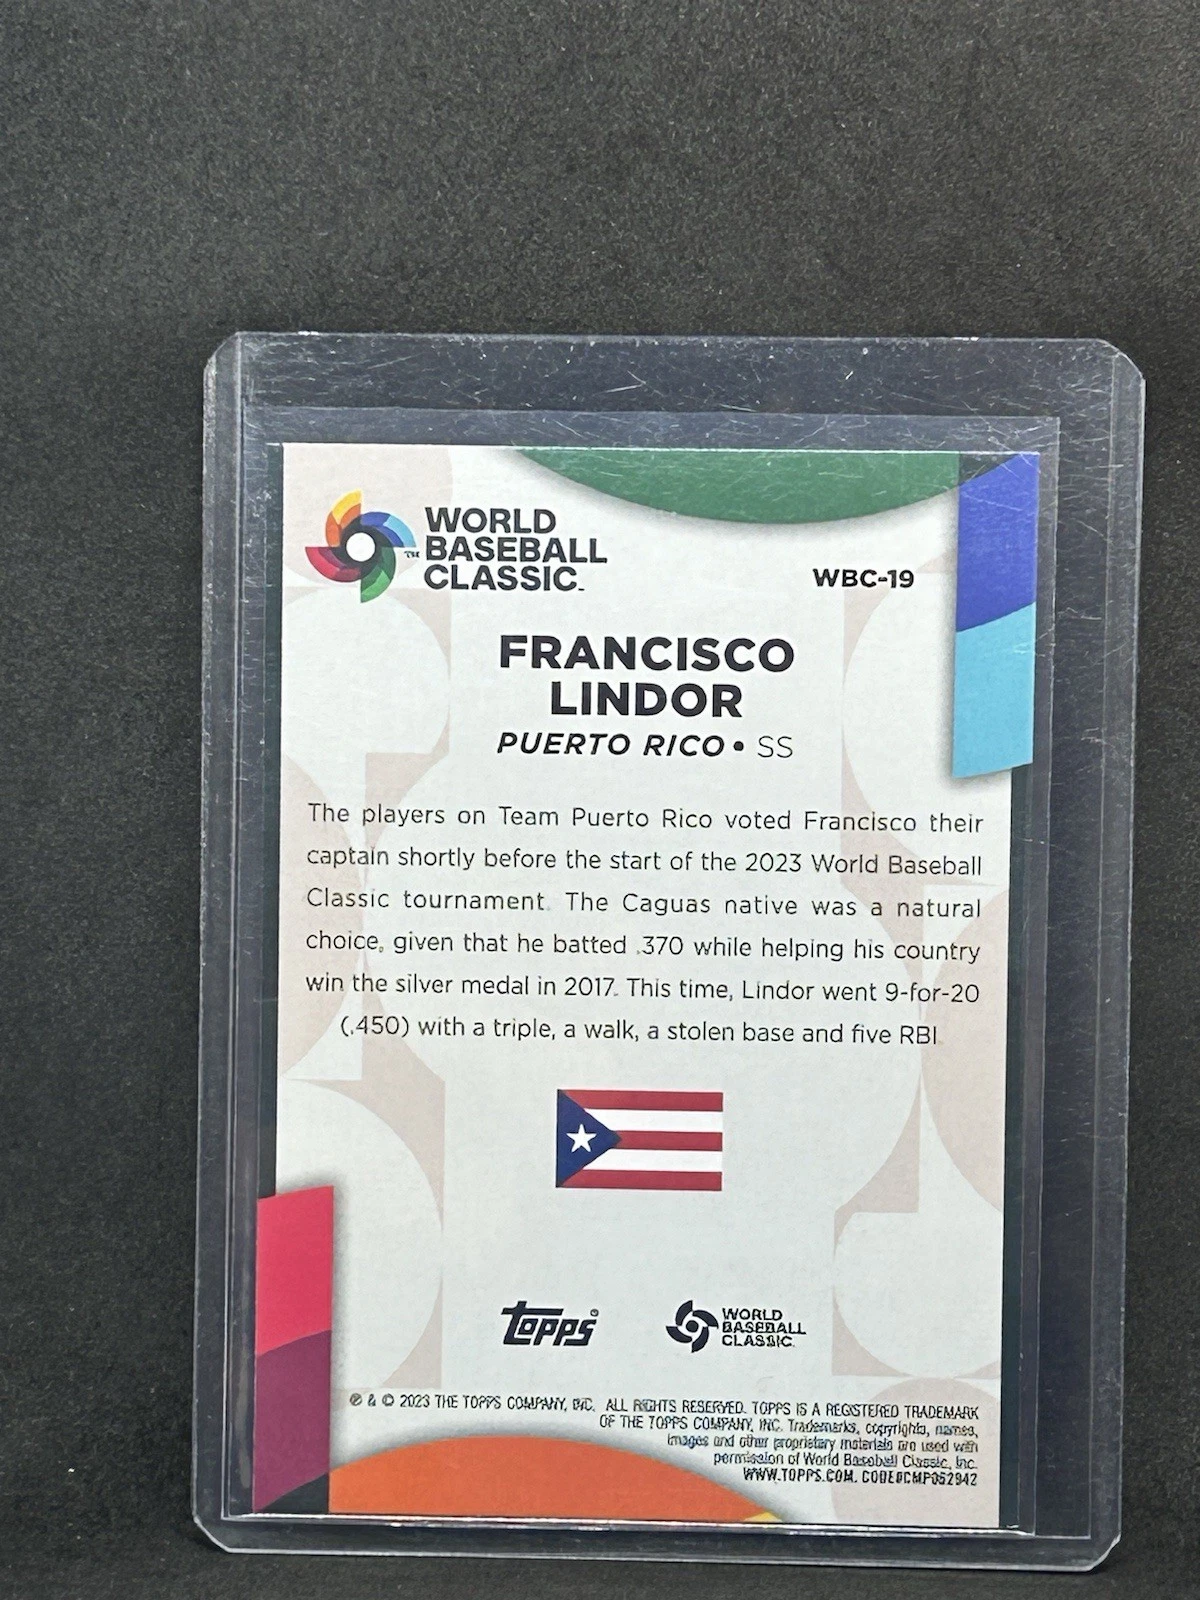 WORLD
™ BASEBALL
CLASSIC™
WBC-19
FRANCISCO
LINDOR
PUERTO RICO • SS
The players on Team Puerto Rico voted Francisco their
captain shortly before the start of the 2023 World Baseball
Classic tournament. The Caguas native was a natural
choice, given that he batted .370 while helping his country
win the silver medal in 2017. This time, Lindor went 9-for-20
(.450) with a triple, a walk, a stolen base and five RBI.
Topps®
WORLD
BASEBALL
CLASSIC™
® & © 2023 THE TOPPS COMPANY, INC. ALL RIGHTS RESERVED. TOPPS IS A REGISTERED TRADEMARK
OF THE TOPPS COMPANY, INC. Trademarks, copyrights, names,
images and other proprietary materials are used with
permission of World Baseball Classic, Inc.
WWW.TOPPS.COM. CODE#CMP052942